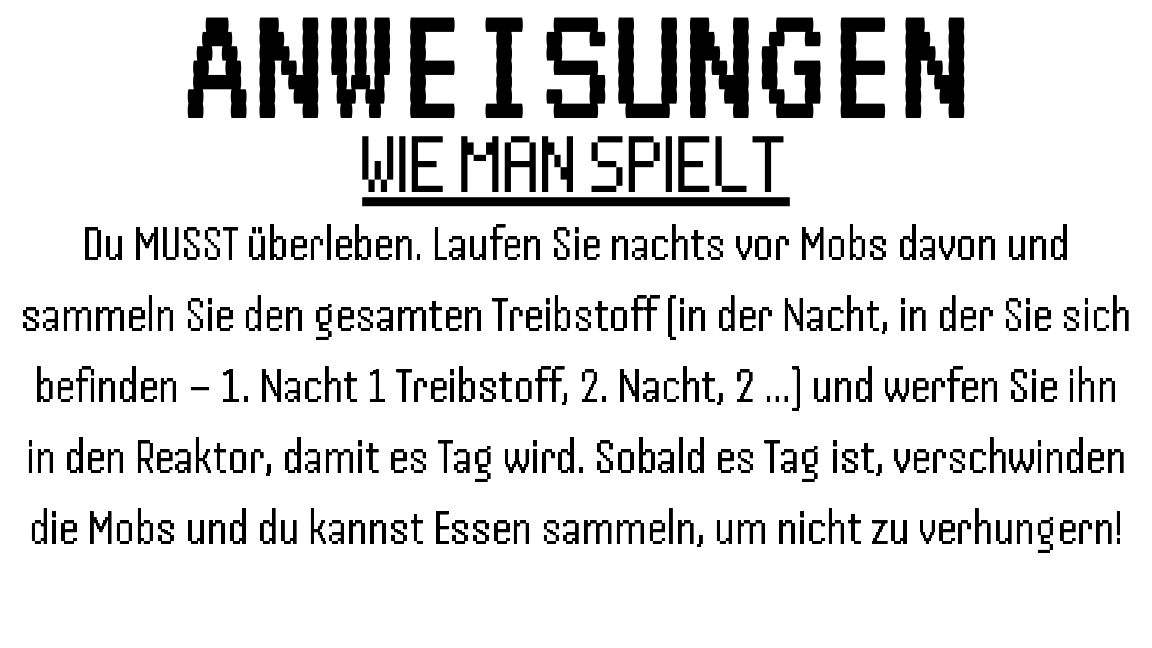 ANWEISUNGEN
WIE MAN SPIELT
Du MUSST überleben. Laufen Sie nachts vor Mobs davon und
sammeln Sie den gesamten Treibstoff (in der Nacht, in der Sie sich
befinden – 1. Nacht 1 Treibstoff, 2. Nacht, 2 ...) und werfen Sie ihn
in den Reaktor, damit es Tag wird. Sobald es Tag ist, verschwinden
die Mobs und du kannst Essen sammeln, um nicht zu verhungern!